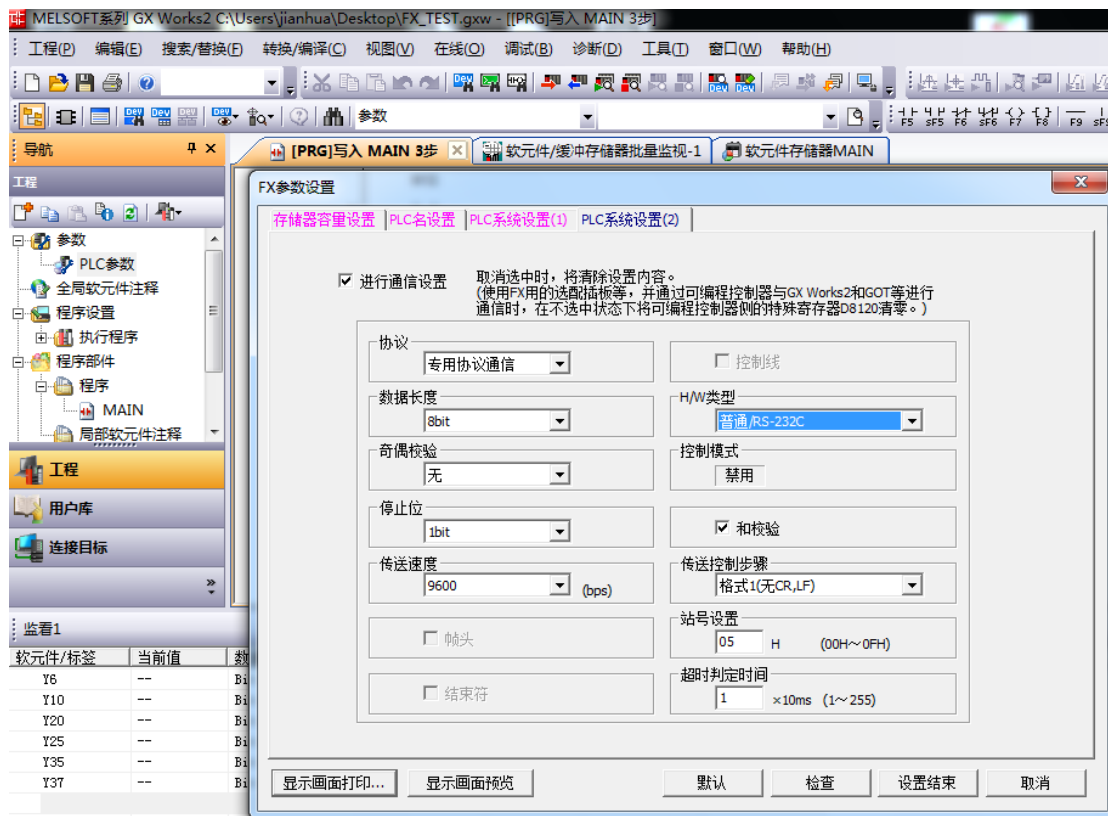 MELSOFT系列 GX Works2 C:\Users\jianhua\Desktop\FX_TEST.gxw - [[PRG]写入 MAIN 3步]
工程(P) 编辑(E) 搜索/替换(F) 转换/编译(C) 视图(V) 在线(O) 调试(B) 诊断(D) 工具(T) 窗口(W) 帮助(H)
参数
F5 sF5 F6 sF6 F7 F8 F9
导航
[PRG]写入 MAIN 3步
软元件/缓冲存储器批量监视-1
软元件存储器MAIN
工程
参数
PLC参数
全局软元件注释
程序设置
执行程序
程序部件
程序
MAIN
局部软元件注释
工程
用户库
连接目标
监看1
软元件/标签 当前值 数
Y6 -- Bi
Y10 -- Bi
Y20 -- Bi
Y25 -- Bi
Y35 -- Bi
Y37 -- Bi
FX参数设置
存储器容量设置 PLC名设置 PLC系统设置(1) PLC系统设置(2)
进行通信设置
取消选中时，将清除设置内容。
(使用FX用的选配插板等，并通过可编程控制器与GX Works2和GOT等进行
通信时，在不选中状态下将可编程控制器侧的特殊寄存器D8120清零。)
协议
专用协议通信
控制线
数据长度
8bit
H/W类型
普通/RS-232C
奇偶校验
无
控制模式
禁用
停止位
1bit
和校验
传送速度
9600 (bps)
传送控制步骤
格式1(无CR,LF)
帧头
站号设置
05 H (00H～0FH)
结束符
超时判定时间
1 ×10ms (1～255)
显示画面打印... 显示画面预览 默认 检查 设置结束 取消